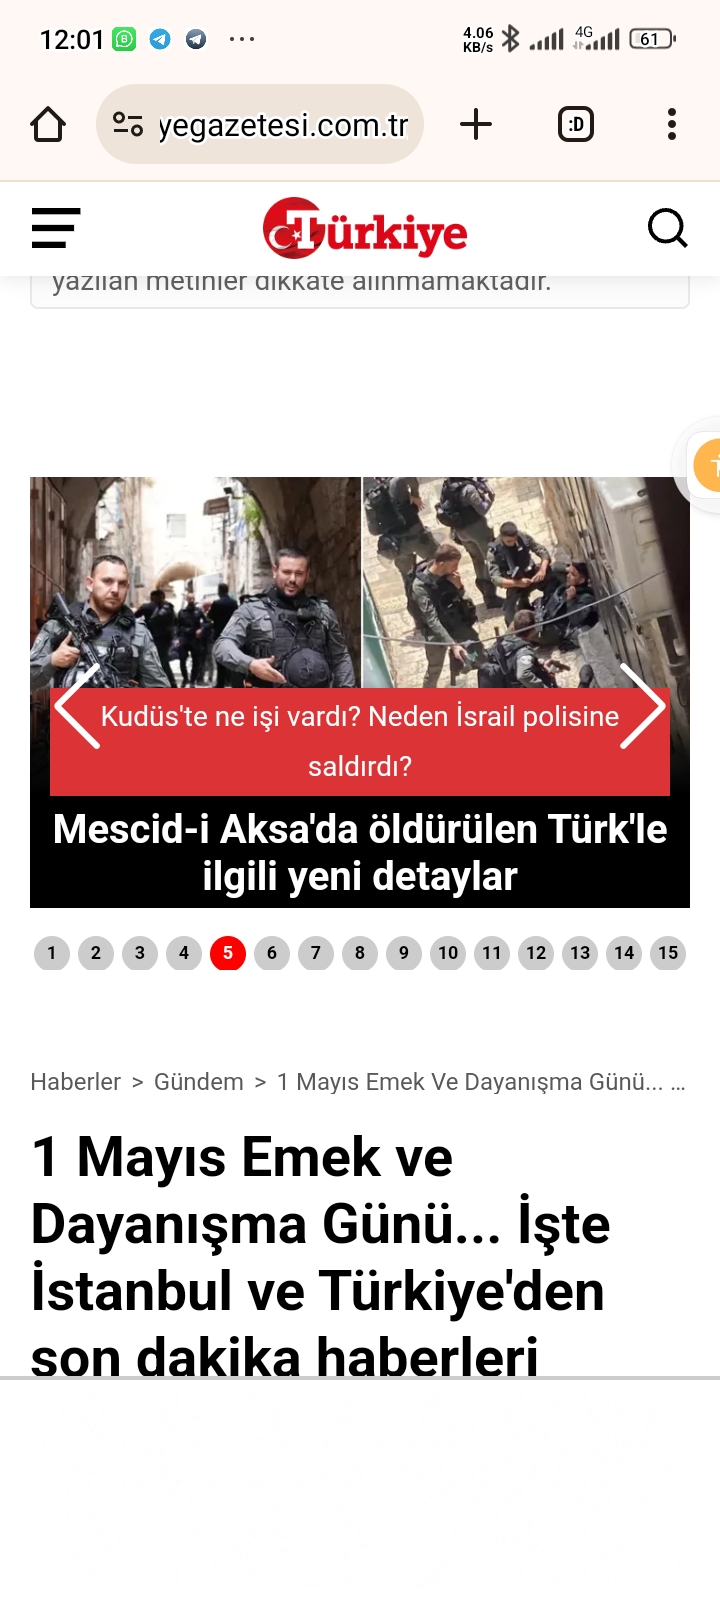 12:01
4.06
KB/s
4G
61
yegazetesi.com.tr
:D
Türkiye
yazılan metinler dikkate alınmamaktadır.
Kudüs'te ne işi vardı? Neden İsrail polisine
saldırdı?
Mescid-i Aksa'da öldürülen Türk'le
ilgili yeni detaylar
1 2 3 4 5 6 7 8 9 10 11 12 13 14 15
Haberler > Gündem > 1 Mayıs Emek Ve Dayanışma Günü... ...
1 Mayıs Emek ve
Dayanışma Günü... İşte
İstanbul ve Türkiye'den
son dakika haberleri